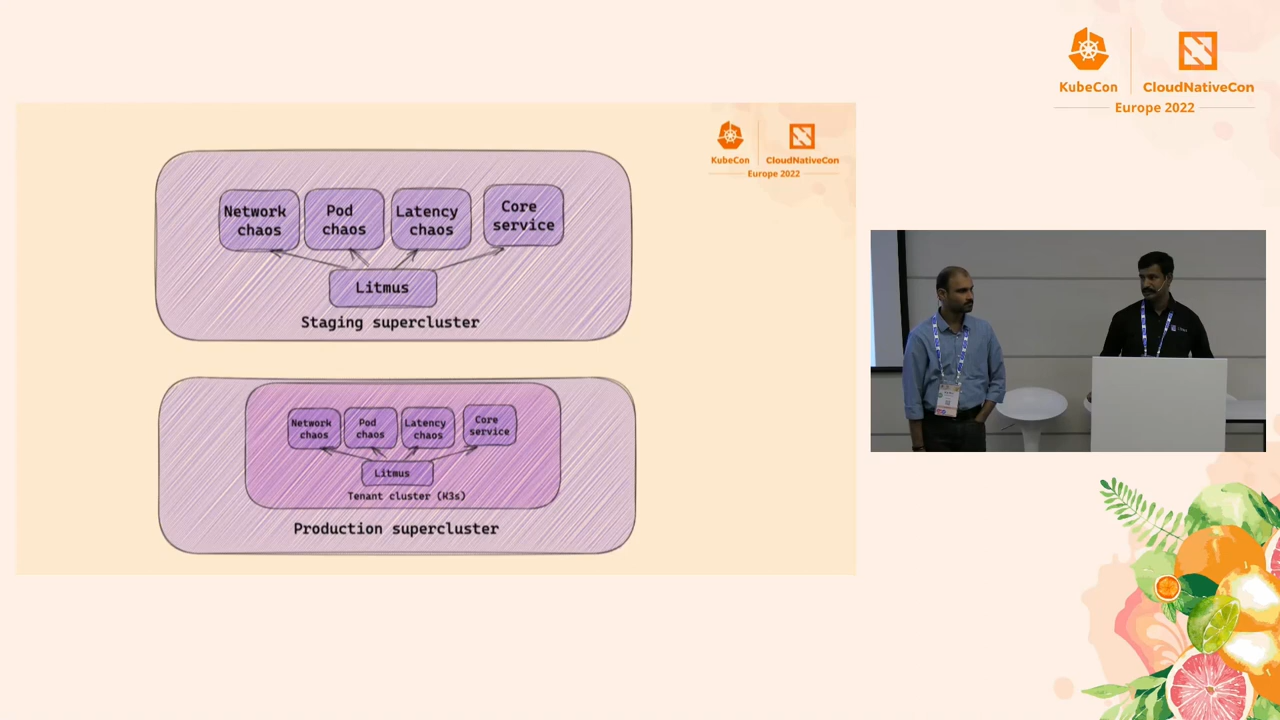 KubeCon
CloudNativeCon
Europe 2022
KubeCon
CloudNativeCon
Europe 2022
Network
chaos
Pod
chaos
Latency
chaos
Core
service
Litmus
Staging supercluster
Network
chaos
Pod
chaos
Latency
chaos
Core
service
Litmus
Tenant cluster (K3s)
Production supercluster